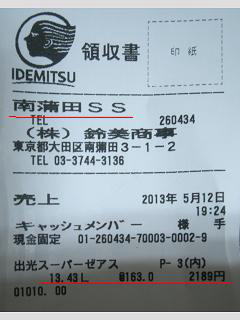 IDEMITSU
領収書
印 紙
南蒲田SS
TEL 260434
(株) 鈴美商事
東京都大田区南蒲田3-1-2
TEL 03-3744-3136
売上 2013年 5月12日
19:24
キャッシュメンバー 様 手
現金固定 01-260434-70003-0002-9
出光スーパーゼアス P- 3(内)
13.43L @163.0 2189円
01010. 00